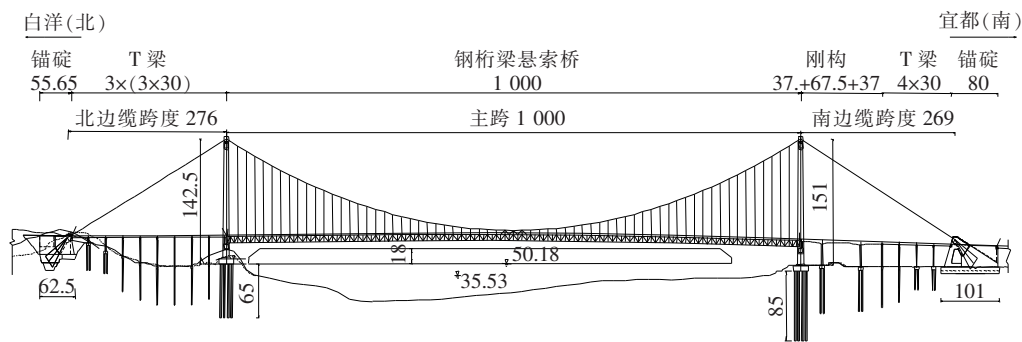 白洋(北) 宜都(南)
锚碇 T 梁 钢桁梁悬索桥 刚构 T 梁 锚碇
55.65 3×(3×30) 1 000 37.+67.5+37 4×30 80
北边缆跨度 276 主跨 1 000 南边缆跨度 269
142.5 151
18 50.18
35.53
62.5 65 85 101